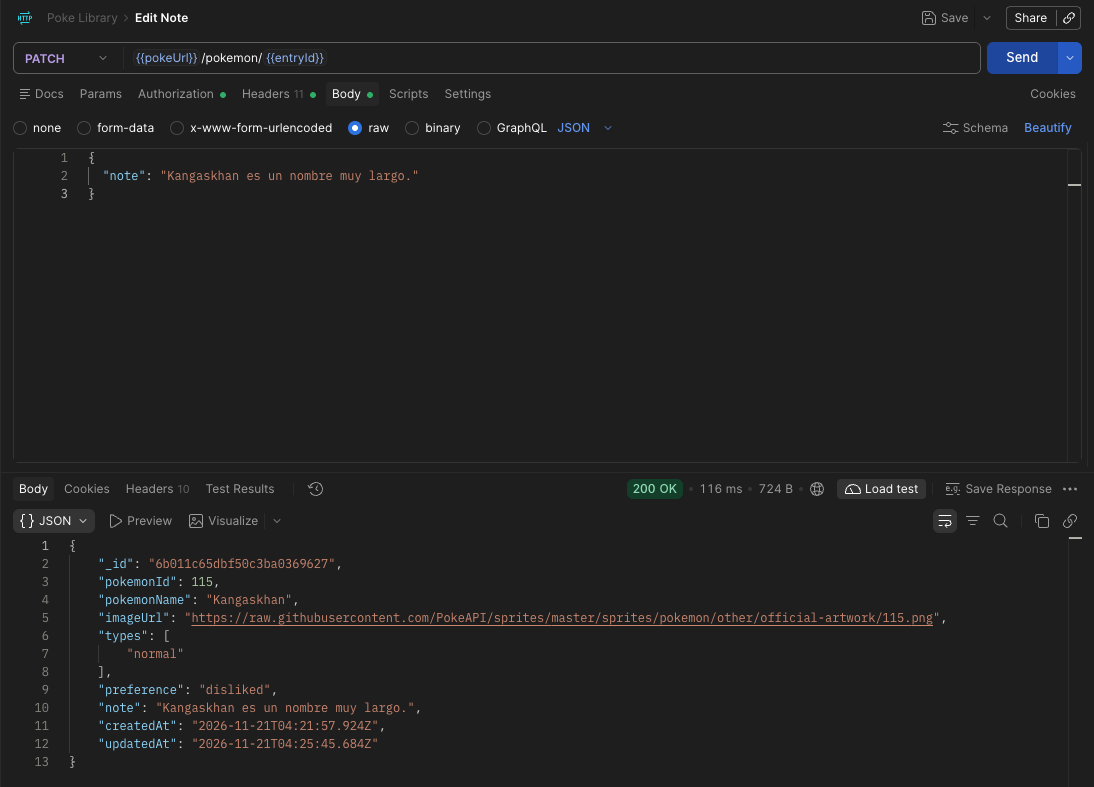 HTTP Poke Library > Edit Note Save Share
PATCH {{pokeUrl}} /pokemon/ {{entryId}} Send
Docs Params Authorization Headers 11 Body Scripts Settings Cookies
none form-data x-www-form-urlencoded raw binary GraphQL JSON Schema Beautify
1 {
2 "note": "Kangaskhan es un nombre muy largo."
3 }
Body Cookies Headers 10 Test Results 200 OK • 116 ms • 724 B • Load test e.g. Save Response
{} JSON Preview Visualize
1 {
2 "_id": "6b011c65dbf50c3ba0369627",
3 "pokemonId": 115,
4 "pokemonName": "Kangaskhan",
5 "imageUrl": "https://raw.githubusercontent.com/PokeAPI/sprites/master/sprites/pokemon/other/official-artwork/115.png",
6 "types": [
7 "normal"
8 ],
9 "preference": "disliked",
10 "note": "Kangaskhan es un nombre muy largo.",
11 "createdAt": "2026-11-21T04:21:57.924Z",
12 "updatedAt": "2026-11-21T04:25:45.684Z"
13 }